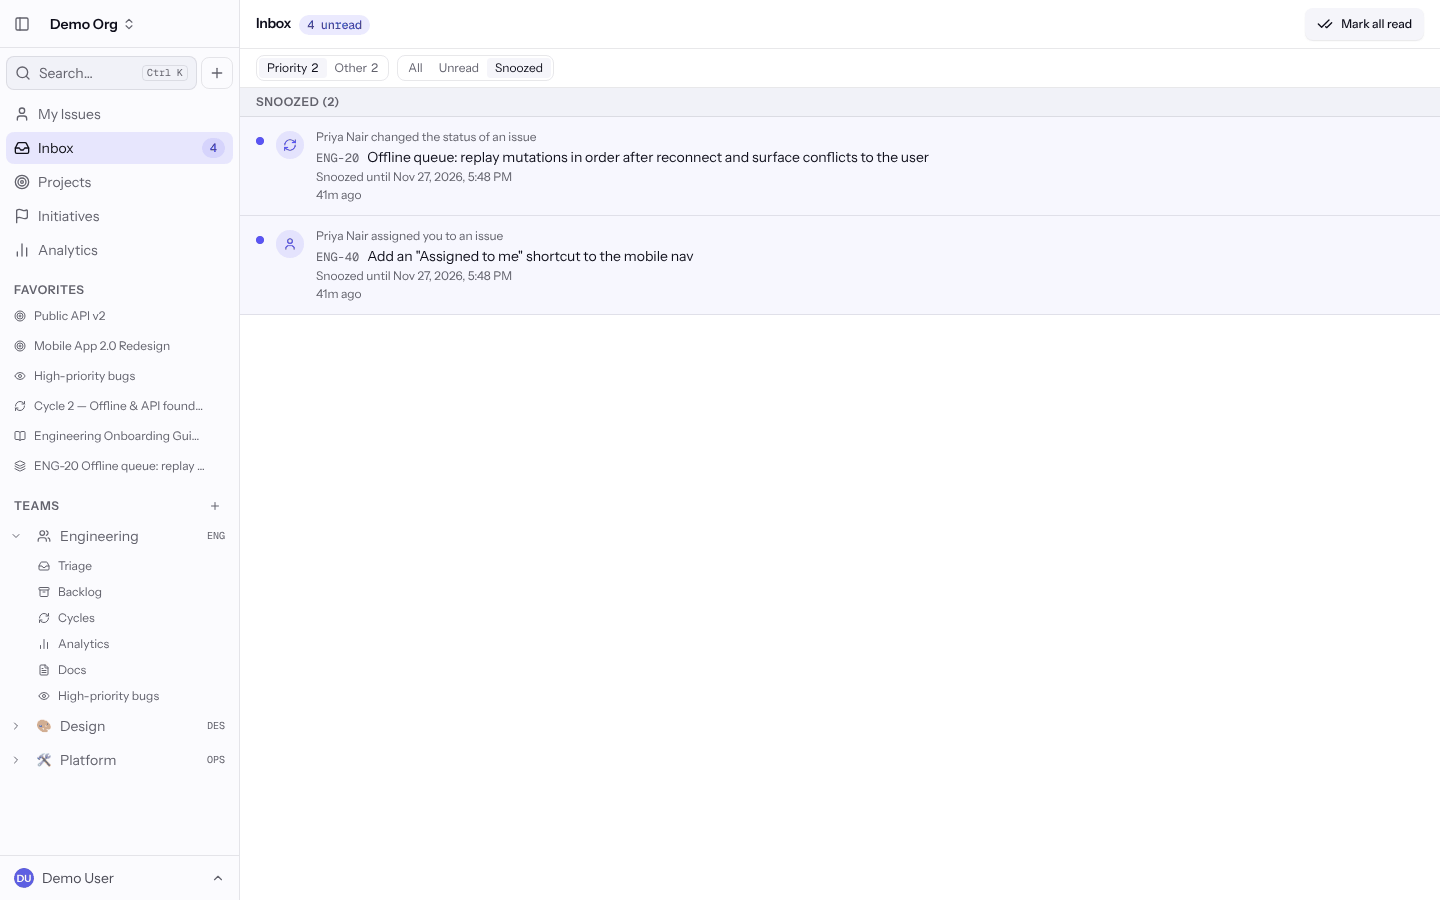 Demo Org
Search...
Ctrl K
My Issues
Inbox
4
Projects
Initiatives
Analytics
FAVORITES
Public API v2
Mobile App 2.0 Redesign
High-priority bugs
Cycle 2 — Offline & API found...
Engineering Onboarding Gui...
ENG-20 Offline queue: replay ...
TEAMS
Engineering
ENG
Triage
Backlog
Cycles
Analytics
Docs
High-priority bugs
Design
DES
Platform
OPS
DU
Demo User
Inbox
4 unread
Mark all read
Priority 2
Other 2
All
Unread
Snoozed
SNOOZED (2)
Priya Nair changed the status of an issue
ENG-20 Offline queue: replay mutations in order after reconnect and surface conflicts to the user
Snoozed until Nov 27, 2026, 5:48 PM
41m ago
Priya Nair assigned you to an issue
ENG-40 Add an "Assigned to me" shortcut to the mobile nav
Snoozed until Nov 27, 2026, 5:48 PM
41m ago